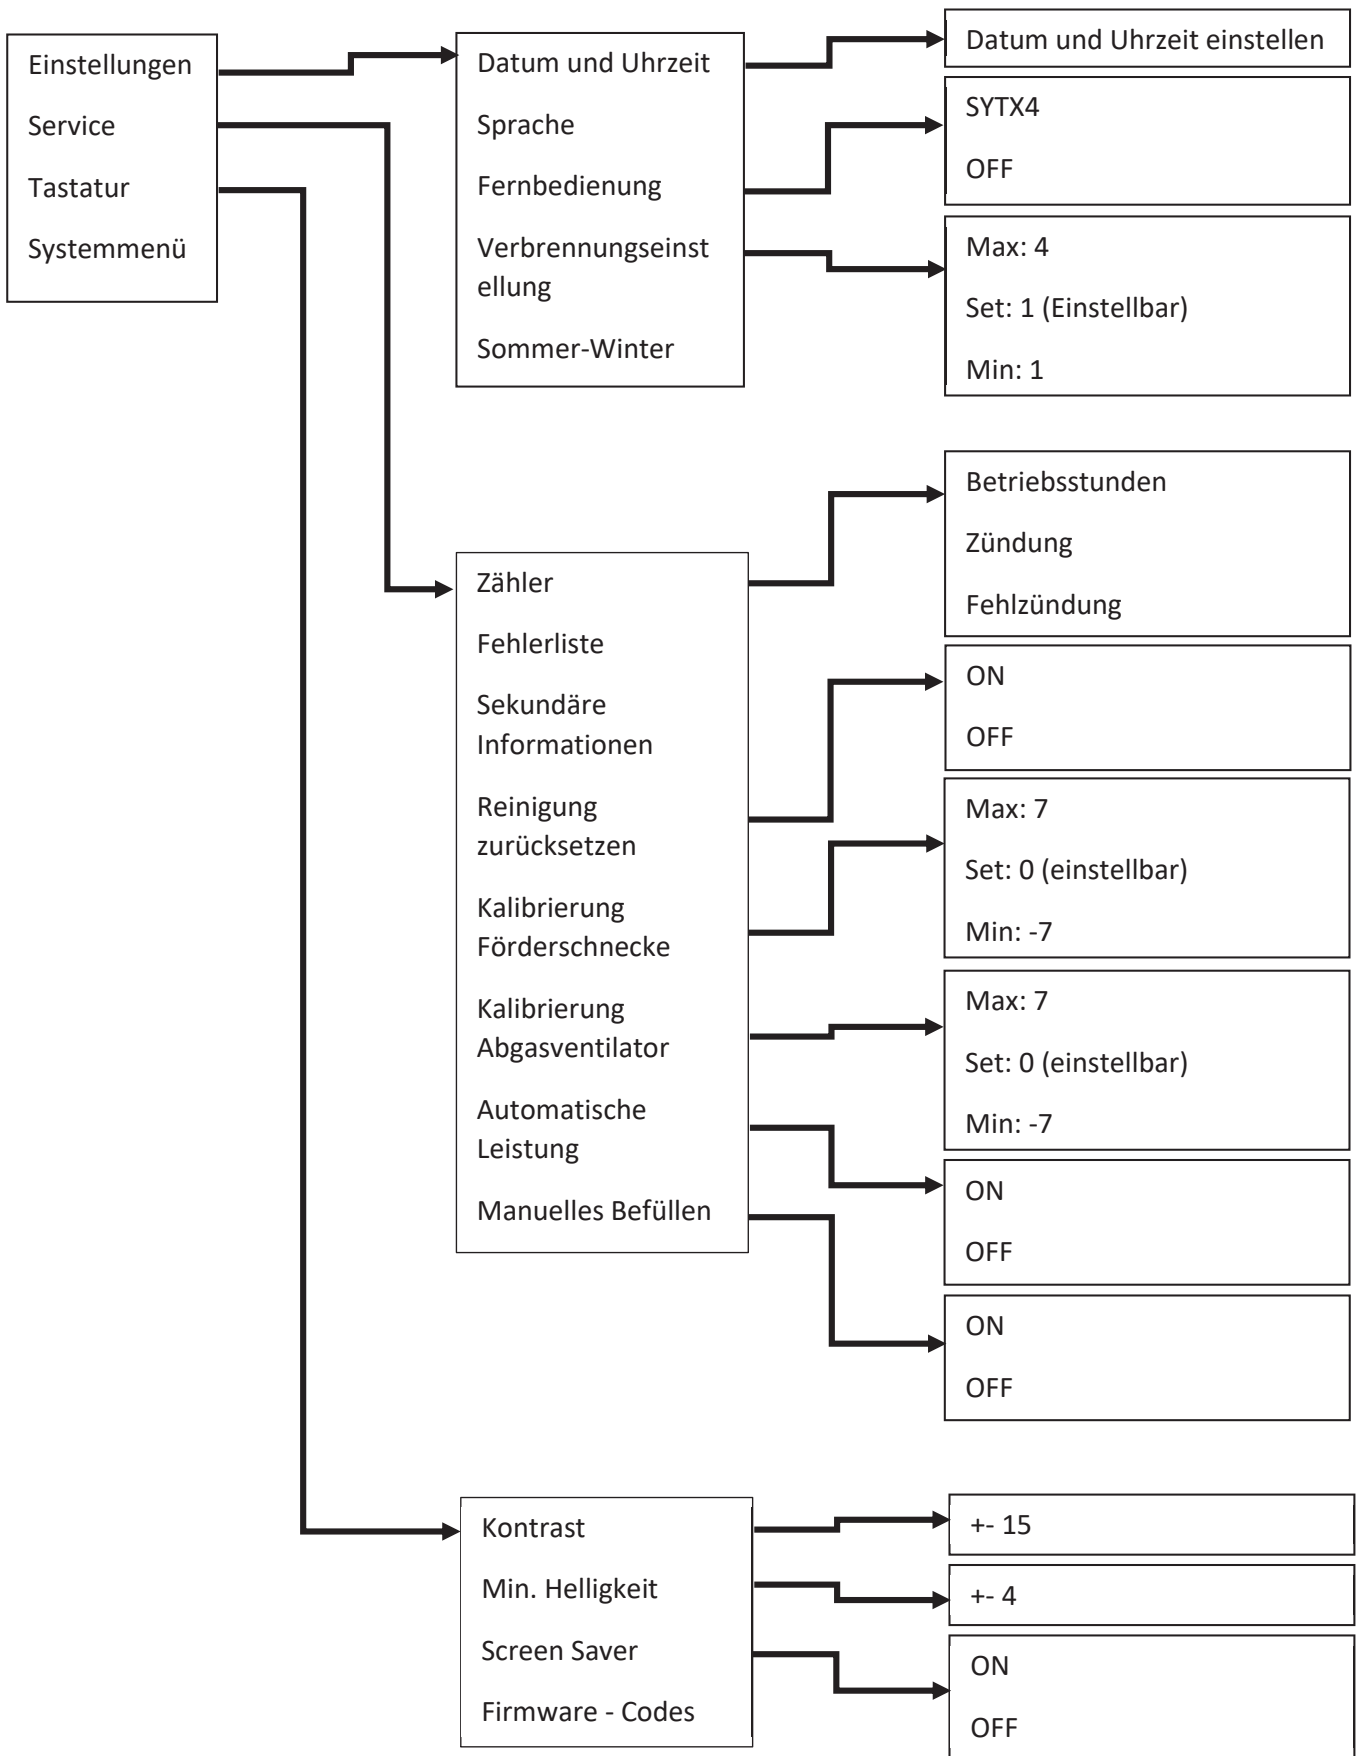 Einstellungen
Service
Tastatur
Systemmenü
Datum und Uhrzeit
Sprache
Fernbedienung
Verbrennungseinst
ellung
Sommer-Winter
Datum und Uhrzeit einstellen
SYTX4
OFF
Max: 4
Set: 1 (Einstellbar)
Min: 1
Zähler
Fehlerliste
Sekundäre
Informationen
Reinigung
zurücksetzen
Kalibrierung
Förderschnecke
Kalibrierung
Abgasventilator
Automatische
Leistung
Manuelles Befüllen
Betriebsstunden
Zündung
Fehlzündung
ON
OFF
Max: 7
Set: 0 (einstellbar)
Min: -7
Max: 7
Set: 0 (einstellbar)
Min: -7
ON
OFF
ON
OFF
Kontrast
Min. Helligkeit
Screen Saver
Firmware - Codes
+- 15
+- 4
ON
OFF